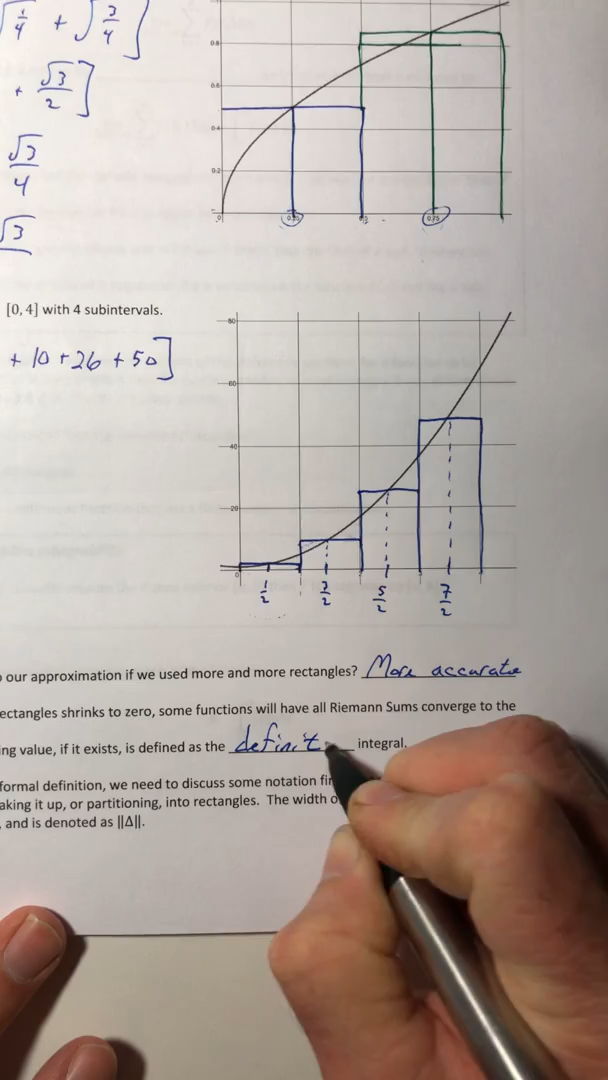 √1/4 + √3/4 ]
+ √3/2 ]
√3/4
√3
0.8
0.6
0.4
0.2
0 0.75
[0, 4] with 4 subintervals.
+ 10 + 26 + 50 ]
80
60
40
20
0
1/2 3/2 5/2 7/2
our approximation if we used more and more rectangles? More accurate
ectangles shrinks to zero, some functions will have all Riemann Sums converge to the
ing value, if it exists, is defined as the definit integral.
formal definition, we need to discuss some notation fir
aking it up, or partitioning, into rectangles. The width o
, and is denoted as ||Δ||.